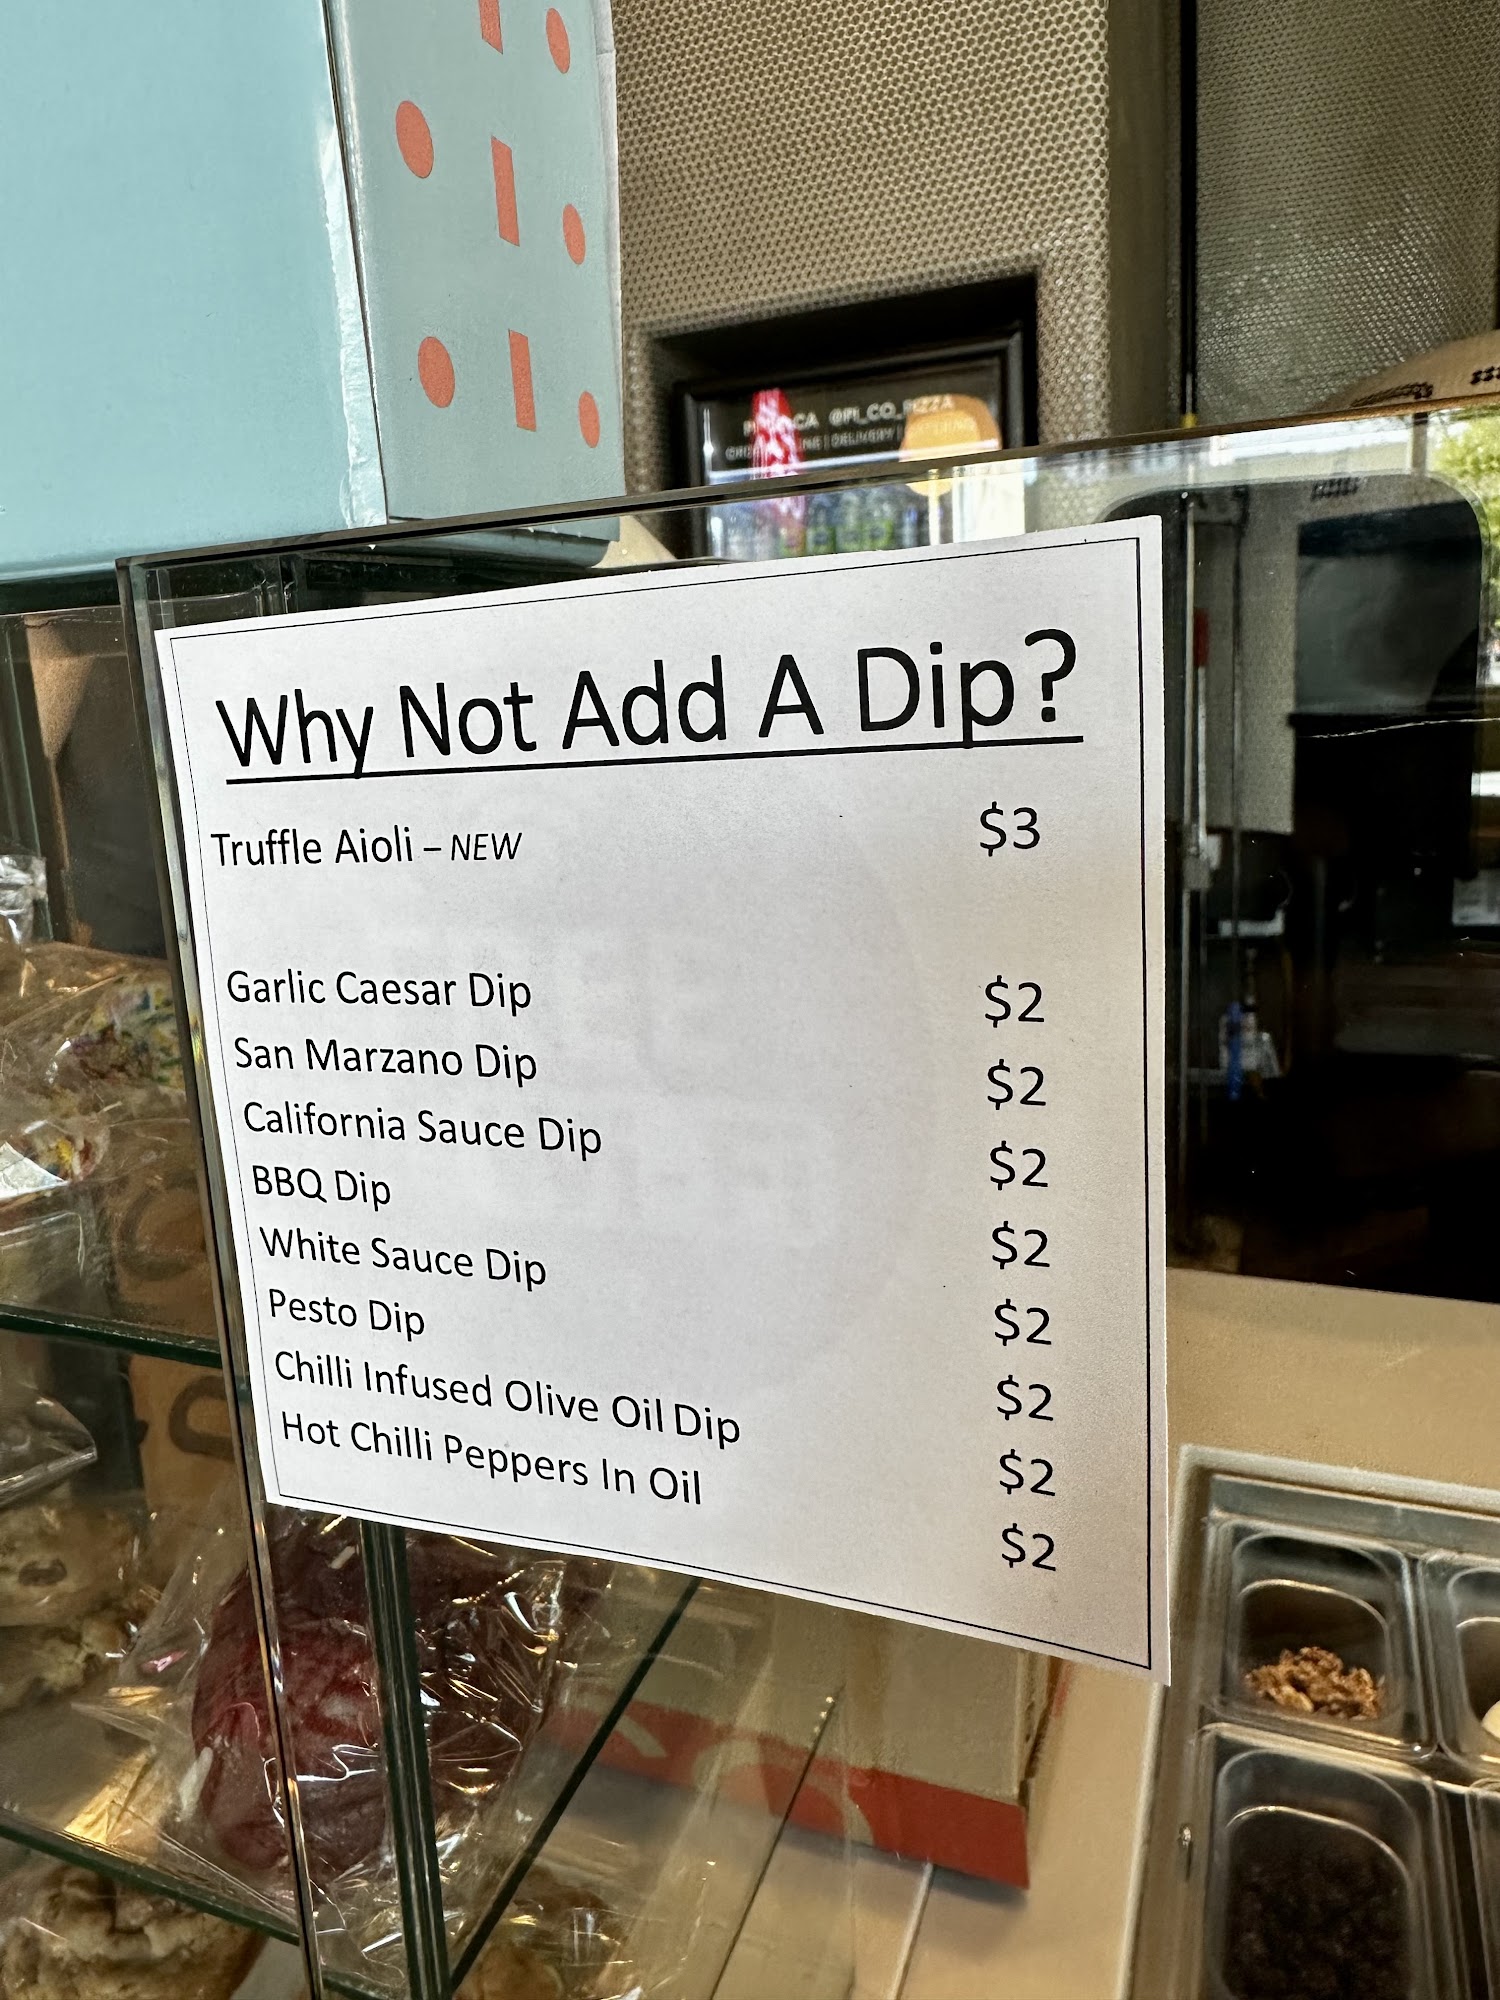 @PI_CO_PIZZA
Why Not Add A Dip?
Truffle Aioli – NEW $3
Garlic Caesar Dip $2
San Marzano Dip $2
California Sauce Dip $2
BBQ Dip $2
White Sauce Dip $2
Pesto Dip $2
Chilli Infused Olive Oil Dip $2
Hot Chilli Peppers In Oil $2